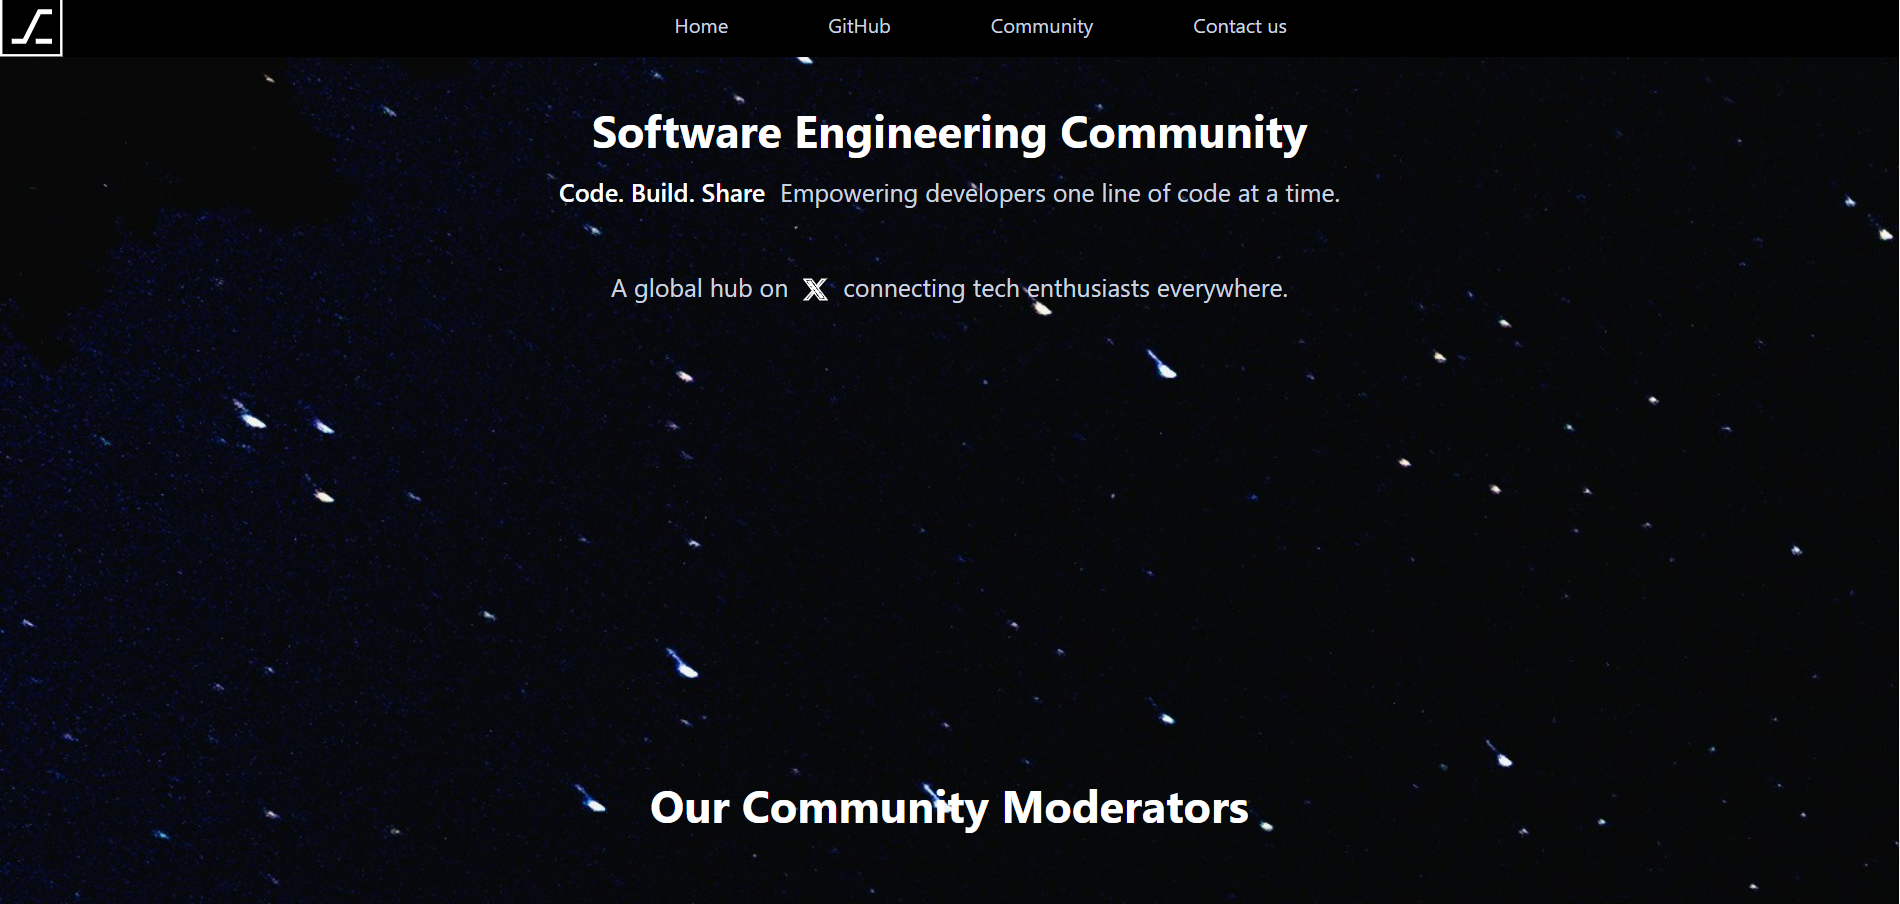 Home GitHub Community Contact us
Software Engineering Community
Code. Build. Share Empowering developers one line of code at a time.
A global hub on X connecting tech enthusiasts everywhere.
Our Community Moderators